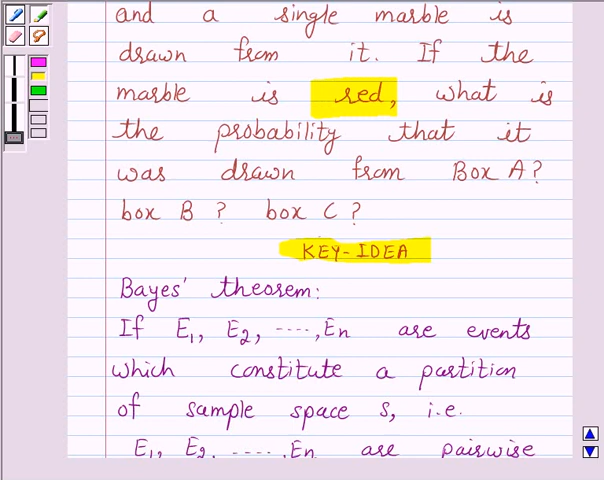 and a single marble is
drawn from it. If the
marble is red, what is
the probability that it
was drawn from Box A?
box B ? box C ?
KEY-IDEA
Bayes' theorem:
If E₁, E₂, ----, En are events
which constitute a partition
of sample space S, i.e.
E₁, E₂, ----, En are pairwise